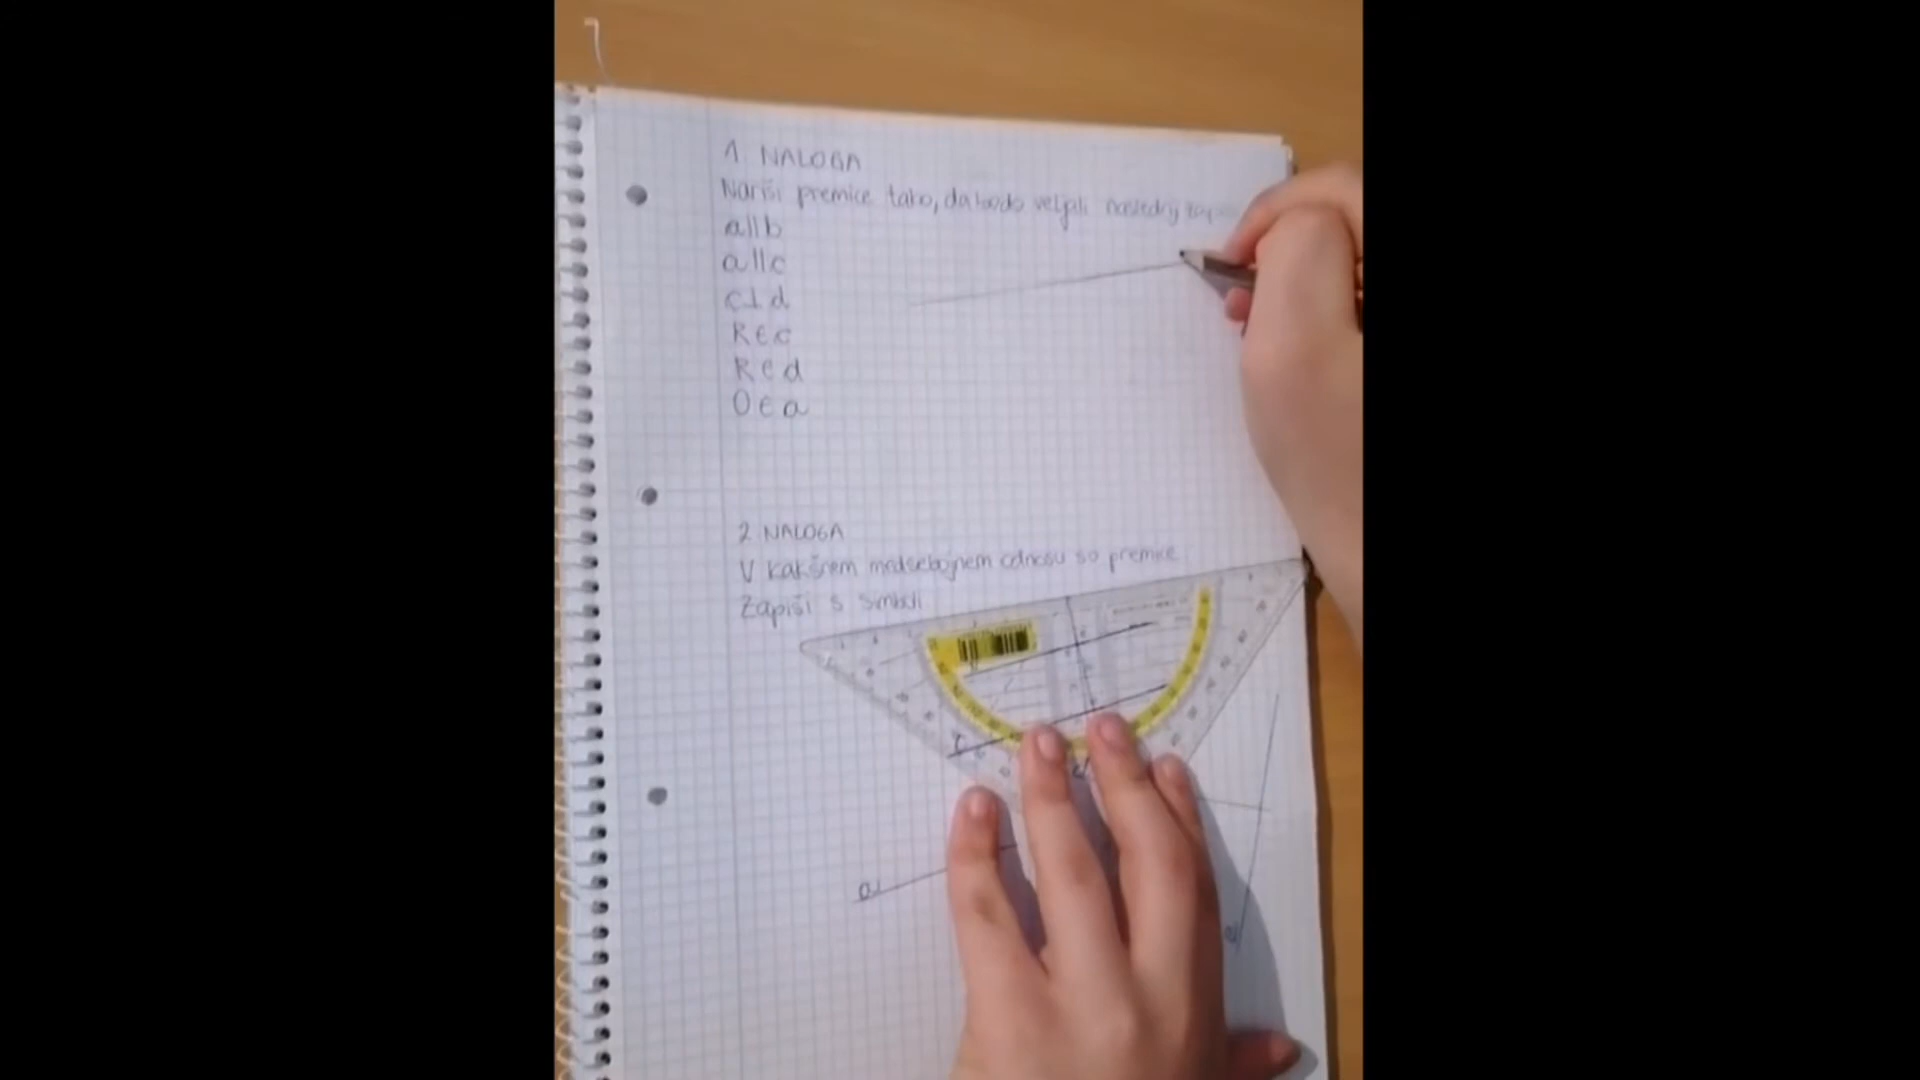 1. NALOGA
Nariši premice tako, da bodo veljali naslednji
a||b
a||c
c⊥d
R∈c
R∈d
O∈a
2 NALOGA
V kakšnem medsebojnem odnosu so premice
Zapiši s simboli
c
d
a